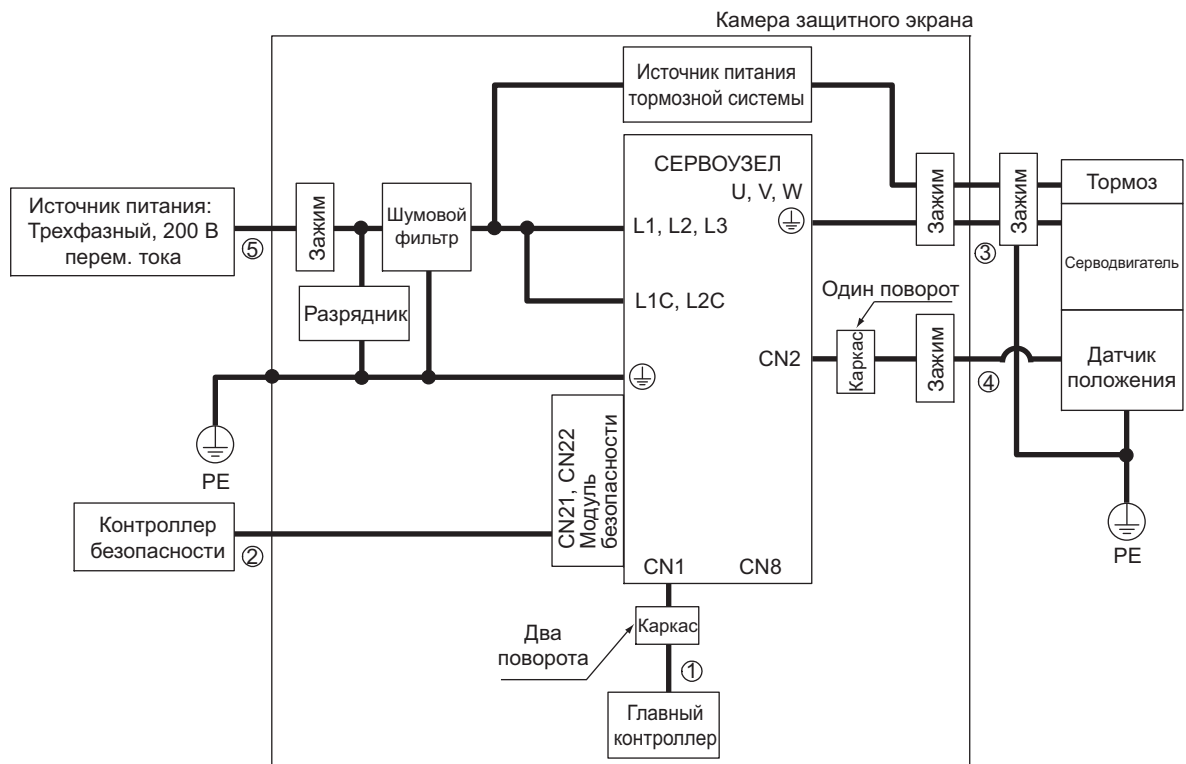 Камера защитного экрана
Источник питания
тормозной системы
СЕРВОУЗЕЛ
U, V, W
L1, L2, L3
L1C, L2C
CN2
CN21, CN22
Модуль
безопасности
CN1
CN8
Источник питания:
Трехфазный, 200 В
перем. тока
⑤
Зажим
Шумовой
фильтр
Разрядник
PE
Контроллер
безопасности
②
Зажим
Зажим
③
Тормоз
Серводвигатель
Датчик
положения
Один поворот
Каркас
Зажим
④
PE
Каркас
Два
поворота
①
Главный
контроллер